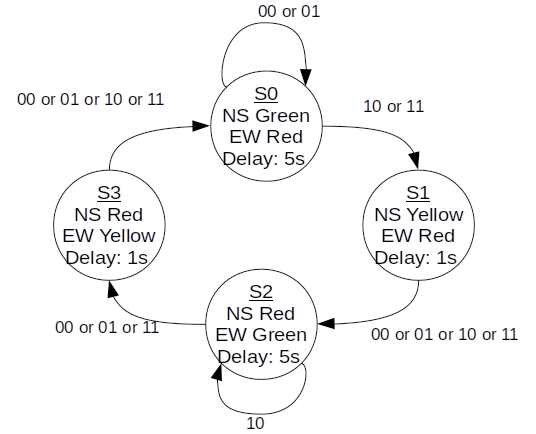 00 or 01
S0
NS Green
EW Red
Delay: 5s
00 or 01 or 10 or 11
10 or 11
S3
NS Red
EW Yellow
Delay: 1s
S1
NS Yellow
EW Red
Delay: 1s
S2
NS Red
EW Green
Delay: 5s
00 or 01 or 11
00 or 01 or 10 or 11
10